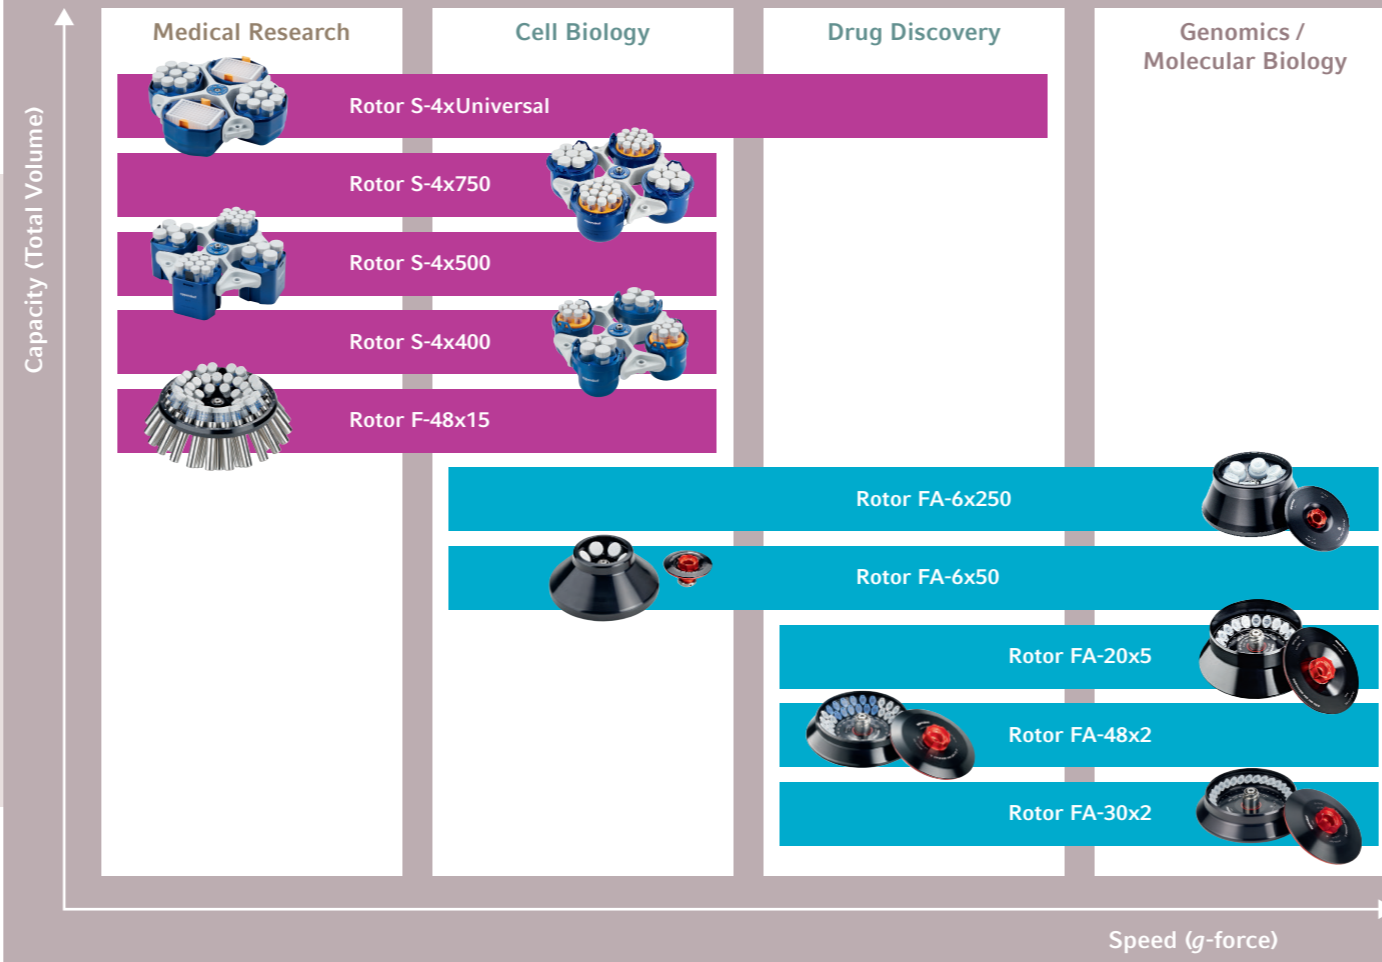 Medical Research
Cell Biology
Drug Discovery
Genomics /
Molecular Biology
Capacity (Total Volume)
Rotor S-4xUniversal
Rotor S-4x750
Rotor S-4x500
Rotor S-4x400
Rotor F-48x15
Rotor FA-6x250
Rotor FA-6x50
Rotor FA-20x5
Rotor FA-48x2
Rotor FA-30x2
Speed (g-force)